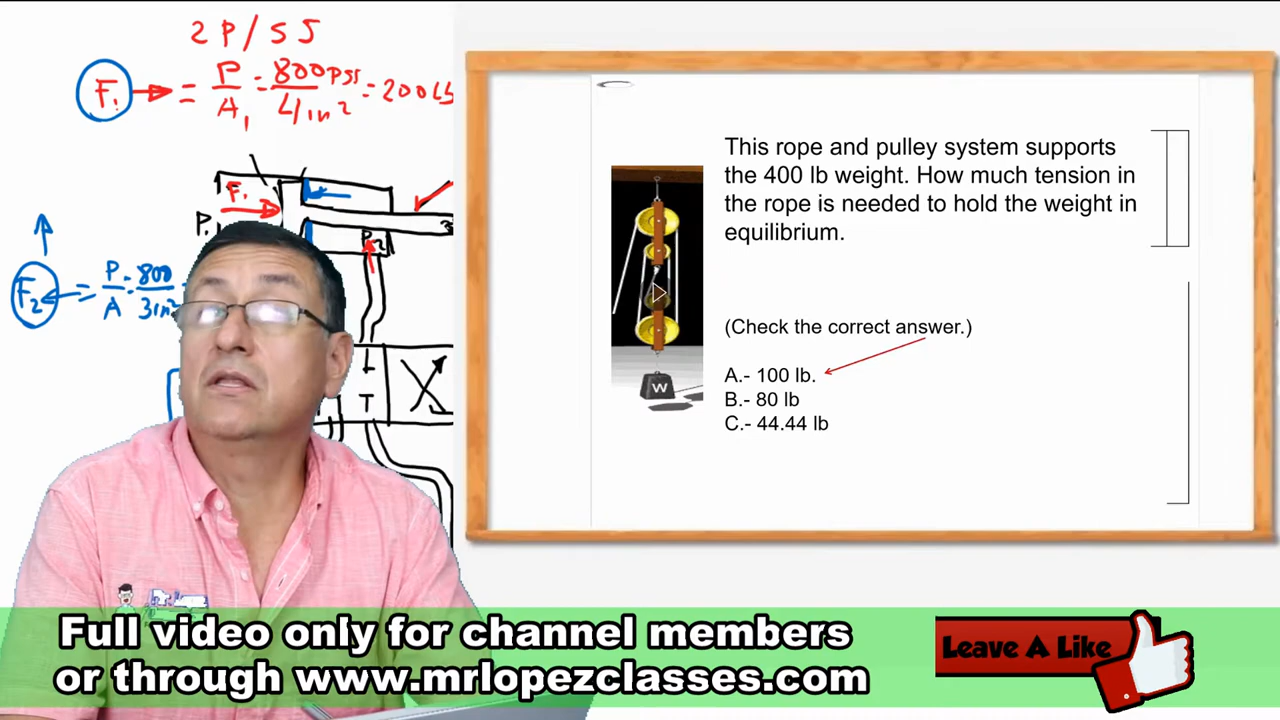 2P/SS
F1 = P/A1 = 800psi/4in² = 200Lb
F1
P1
P2
F2 = P/A = 800/3in²
T
This rope and pulley system supports
the 400 lb weight. How much tension in
the rope is needed to hold the weight in
equilibrium.
(Check the correct answer.)
A.- 100 lb.
B.- 80 lb
C.- 44.44 lb
W
Full video only for channel members
or through www.mrlopezclasses.com
Leave A Like